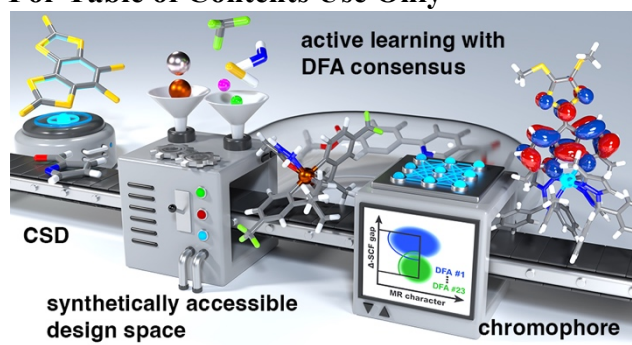 For Table of Contents Use Only
active learning with
DFA consensus
CSD
Δ-SCF gap
DFA #1
DFA #23
MR character
synthetically accessible
design space
chromophore